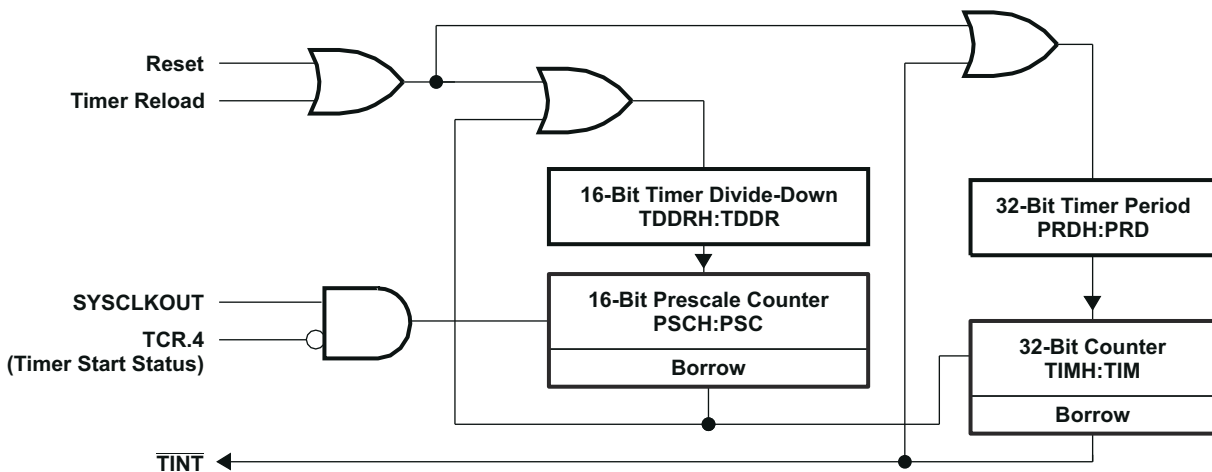 Reset
Timer Reload
16-Bit Timer Divide-Down
TDDRH:TDDR
32-Bit Timer Period
PRDH:PRD
SYSCLKOUT
TCR.4
(Timer Start Status)
16-Bit Prescale Counter
PSCH:PSC
Borrow
32-Bit Counter
TIMH:TIM
Borrow
TINT